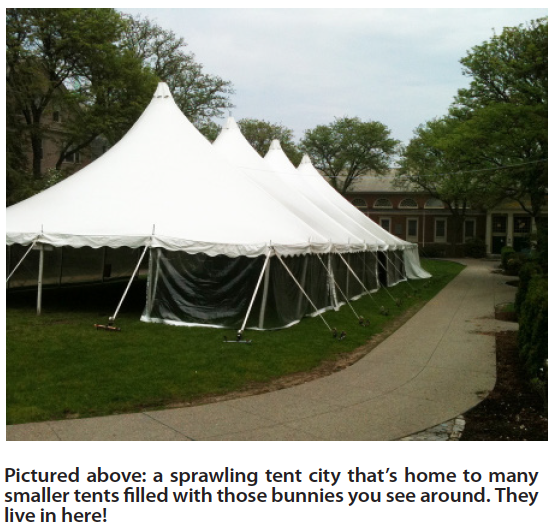 Pictured above: a sprawling tent city that's home to many
smaller tents filled with those bunnies you see around. They
live in here!